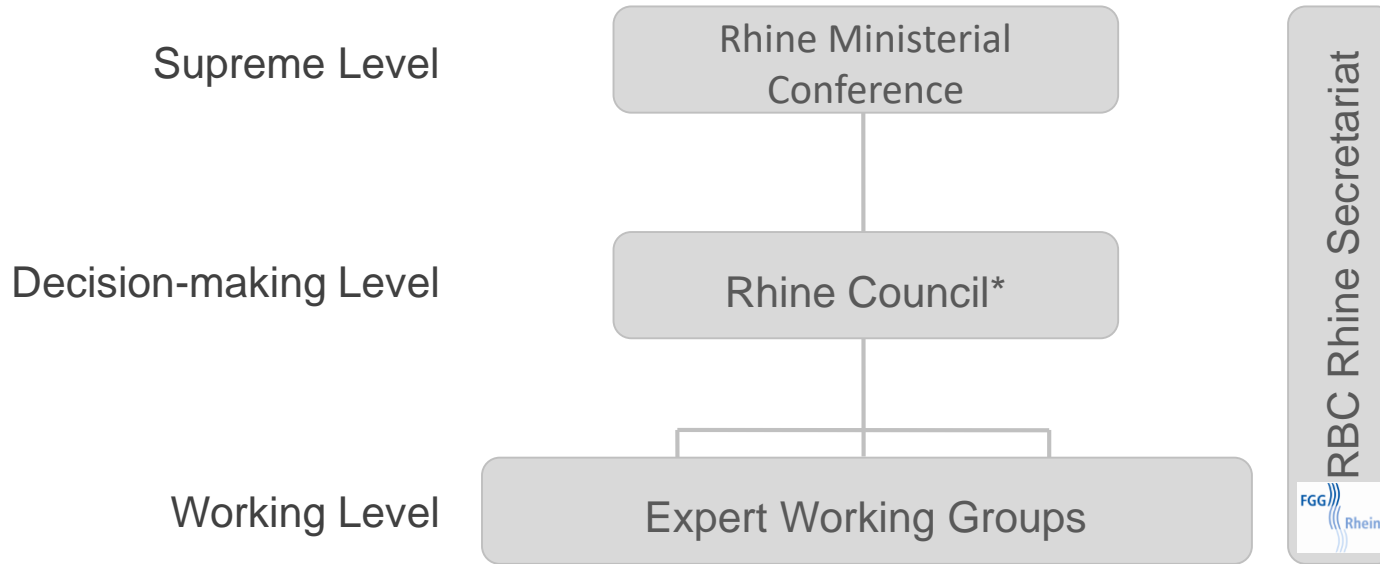 Supreme Level
Rhine Ministerial
Conference
Decision-making Level
Rhine Council*
Working Level
Expert Working Groups
RBC Rhine Secretariat
FGG
Rhein